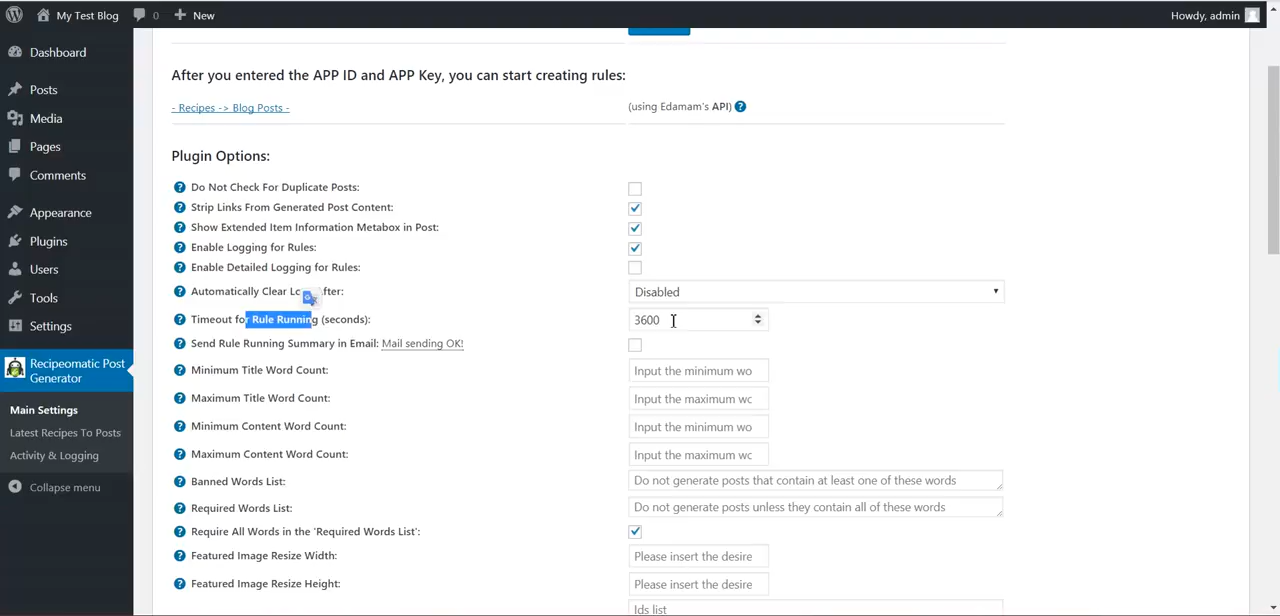 My Test Blog
0
New
Howdy, admin
Dashboard
Posts
Media
Pages
Comments
Appearance
Plugins
Users
Tools
Settings
Recipeomatic Post
Generator
Main Settings
Latest Recipes To Posts
Activity & Logging
Collapse menu
After you entered the APP ID and APP Key, you can start creating rules:
- Recipes -> Blog Posts -
(using Edamam's API)
Plugin Options:
Do Not Check For Duplicate Posts:
Strip Links From Generated Post Content:
Show Extended Item Information Metabox in Post:
Enable Logging for Rules:
Enable Detailed Logging for Rules:
Automatically Clear
Disabled
Timeout for Rule Running (seconds):
3600
Send Rule Running Summary in Email: Mail sending OK!
Minimum Title Word Count:
Input the minimum wo
Maximum Title Word Count:
Input the maximum wc
Minimum Content Word Count:
Input the minimum wo
Maximum Content Word Count:
Input the maximum wc
Banned Words List:
Do not generate posts that contain at least one of these words
Required Words List:
Do not generate posts unless they contain all of these words
Require All Words in the 'Required Words List':
Featured Image Resize Width:
Please insert the desire
Featured Image Resize Height:
Please insert the desire
Ids list